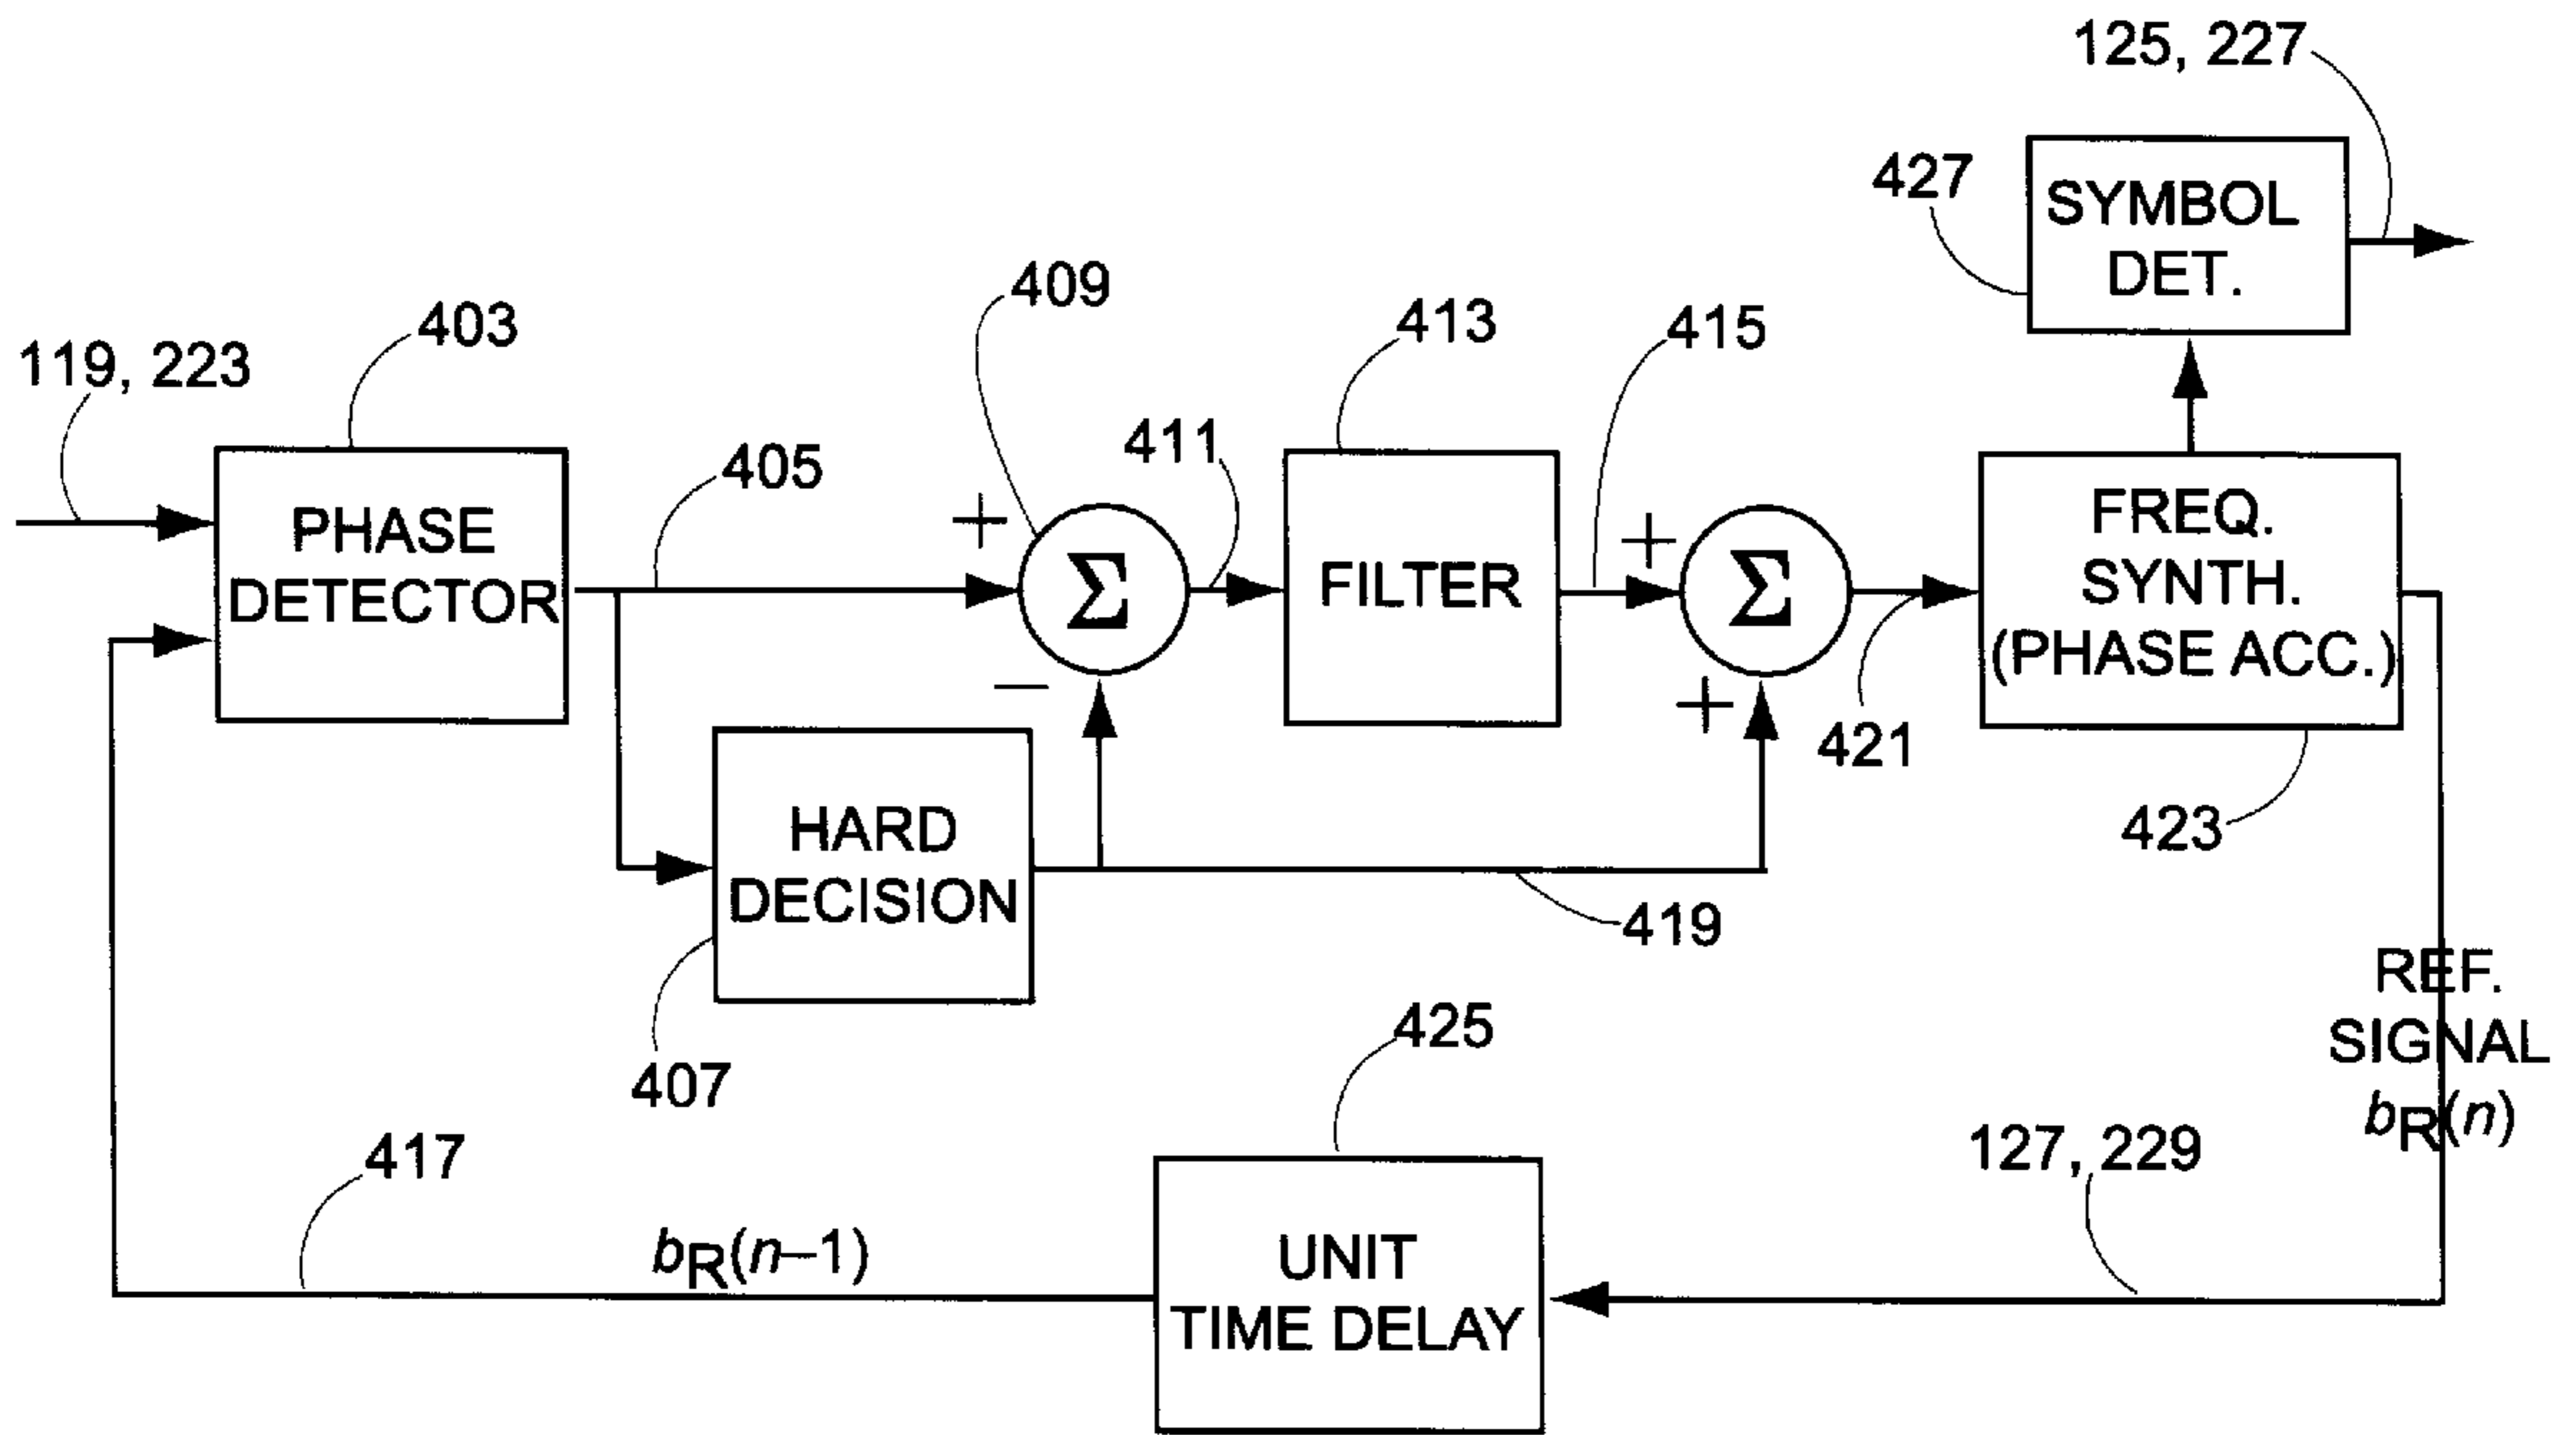 125, 227
427
SYMBOL
DET.
409
413
415
403
119, 223
411
405
+
Σ
+
Σ
PHASE
DETECTOR
FILTER
FREQ.
SYNTH.
(PHASE ACC.)
−
+
421
423
HARD
DECISION
419
407
REF.
SIGNAL
bR(n)
425
417
127, 229
bR(n−1)
UNIT
TIME DELAY